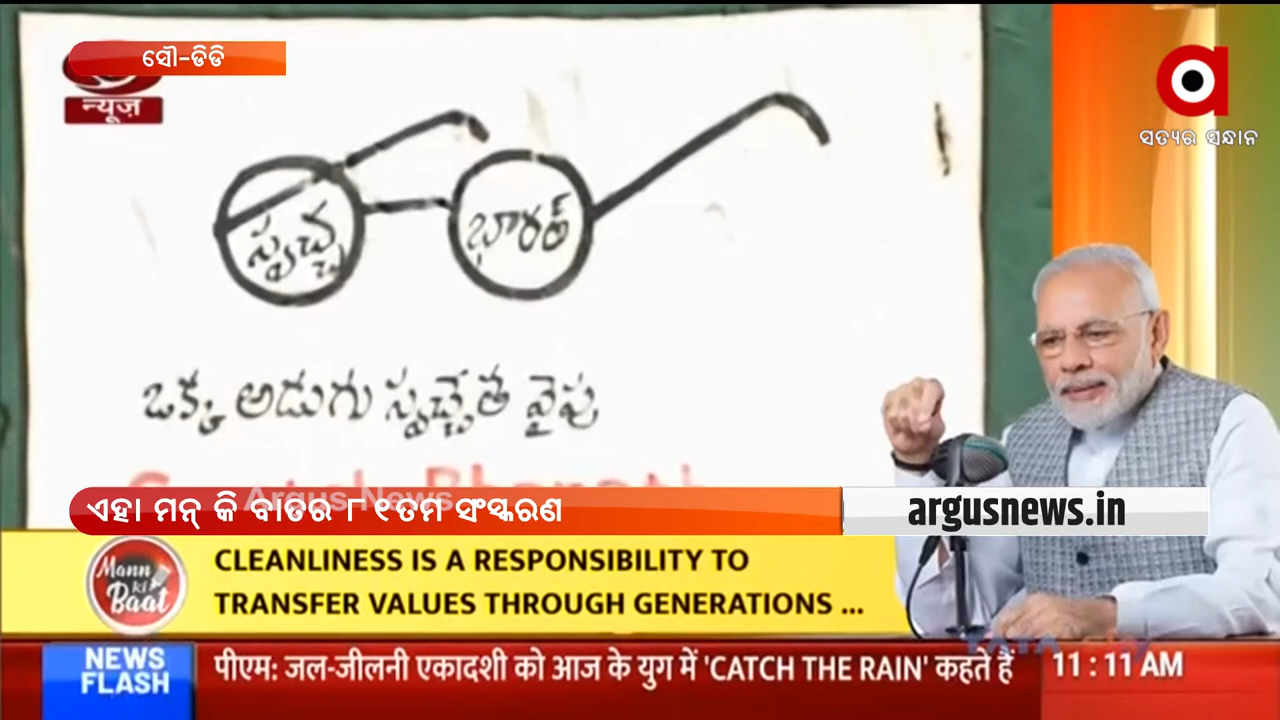 ସୌ-ଡିଡି
न्यूज़
ସତ୍ୟର ସନ୍ଧାନ
స్వచ్ఛ
భారత్
ఒక్క అడుగు స్వచ్ఛేత వైపు
Argus News
ଏହା ମନ୍ କି ବାତର ୮୧ତମ ସଂସ୍କରଣ
argusnews.in
Mann
ki
Baat
CLEANLINESS IS A RESPONSIBILITY TO
TRANSFER VALUES THROUGH GENERATIONS ...
NEWS
FLASH
पीएम: जल-जीलनी एकादशी को आज के युग में 'CATCH THE RAIN' कहते हैं
11 : 11 AM